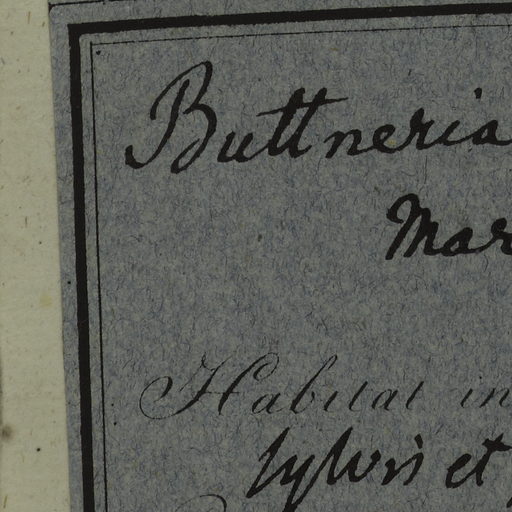 Buttneria
Mar
Habitat in
sylvis et